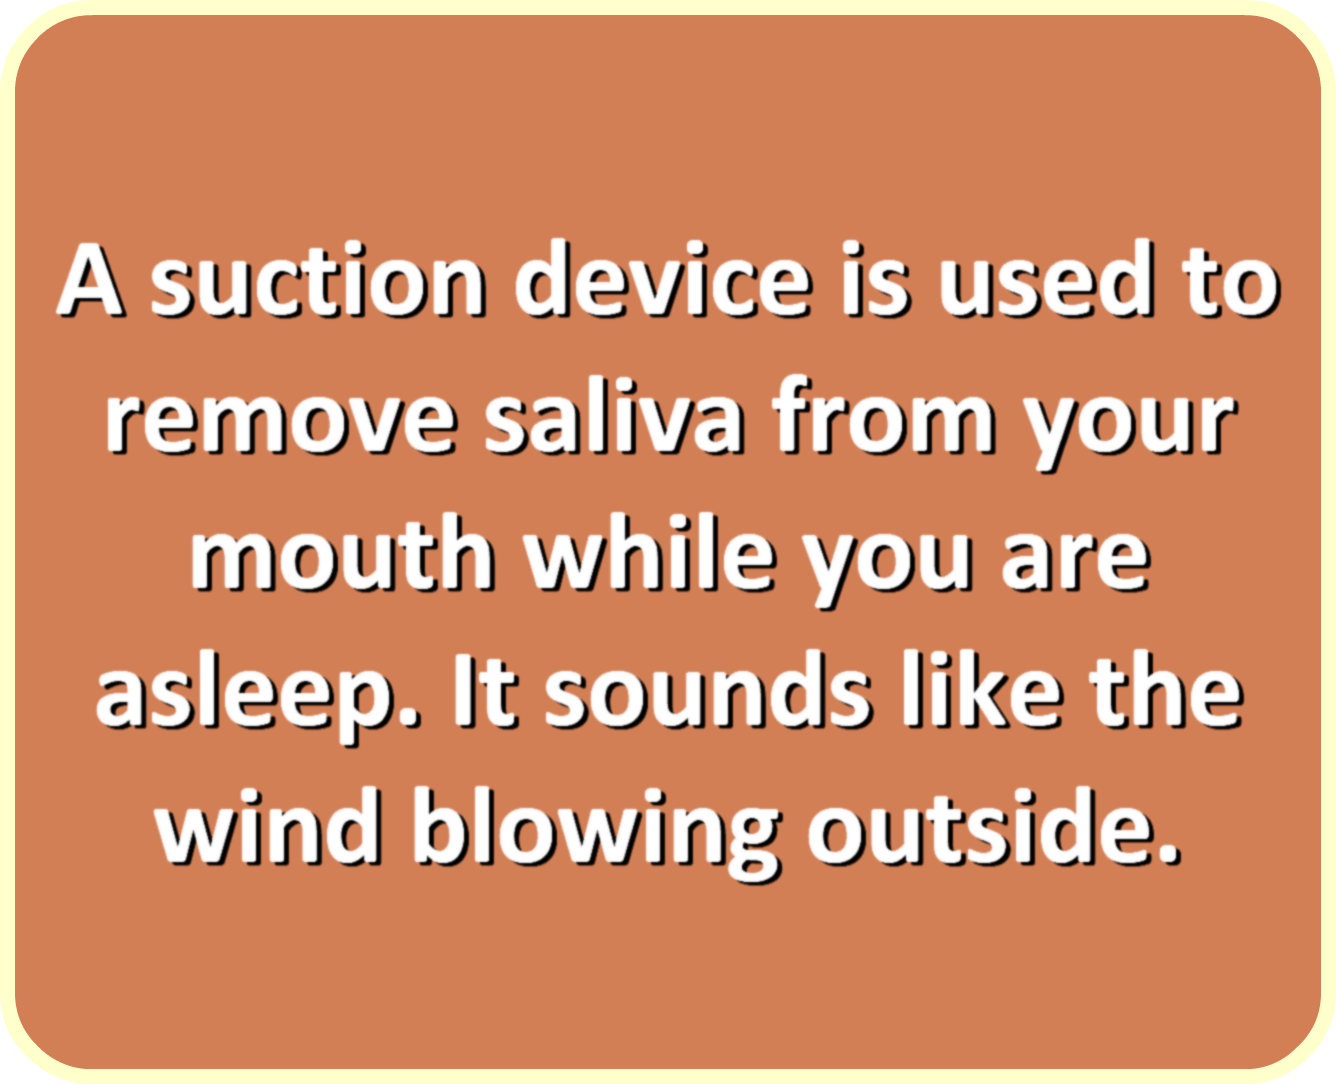 A suction device is used to
remove saliva from your
mouth while you are
asleep. It sounds like the
wind blowing outside.